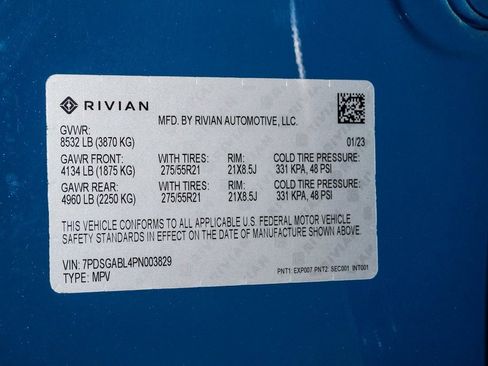 RIVIAN
MFD. BY RIVIAN AUTOMOTIVE, LLC.
GVWR:
8532 LB (3870 KG) 01/23
GAWR FRONT: WITH TIRES: RIM: COLD TIRE PRESSURE:
4134 LB (1875 KG) 275/55R21 21X8.5J 331 KPA, 48 PSI
GAWR REAR: WITH TIRES: RIM: COLD TIRE PRESSURE:
4960 LB (2250 KG) 275/55R21 21X8.5J 331 KPA, 48 PSI
THIS VEHICLE CONFORMS TO ALL APPLICABLE U.S. FEDERAL MOTOR VEHICLE
SAFETY STANDARDS IN EFFECT ON THE DATE OF MANUFACTURE SHOWN ABOVE.
VIN: 7PDSGABL4PN003829
TYPE: MPV
PNT1: EXP007 PNT2: SEC001 INT001